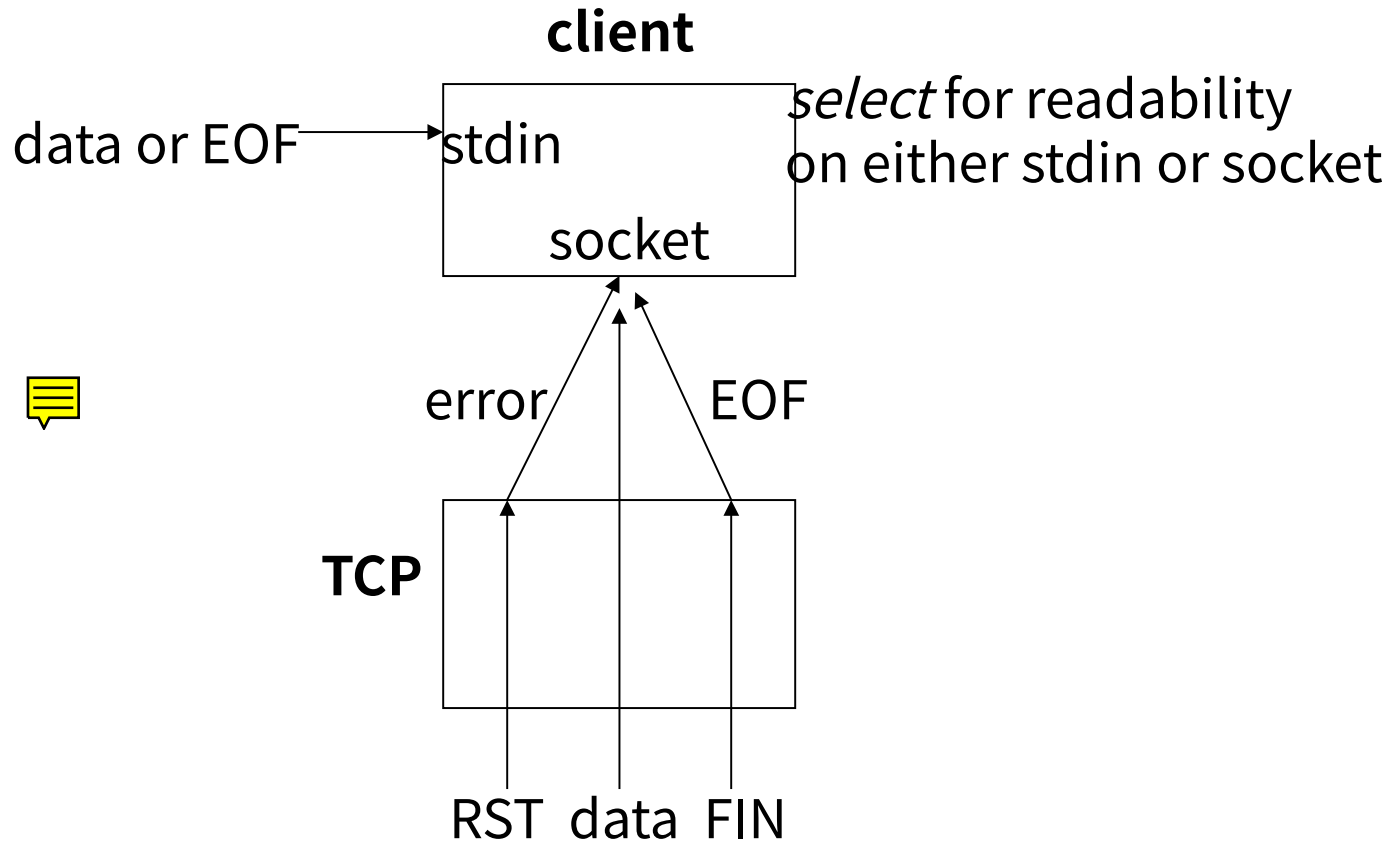 client
select for readability
on either stdin or socket
data or EOF
stdin
socket
error
EOF
TCP
RST data FIN